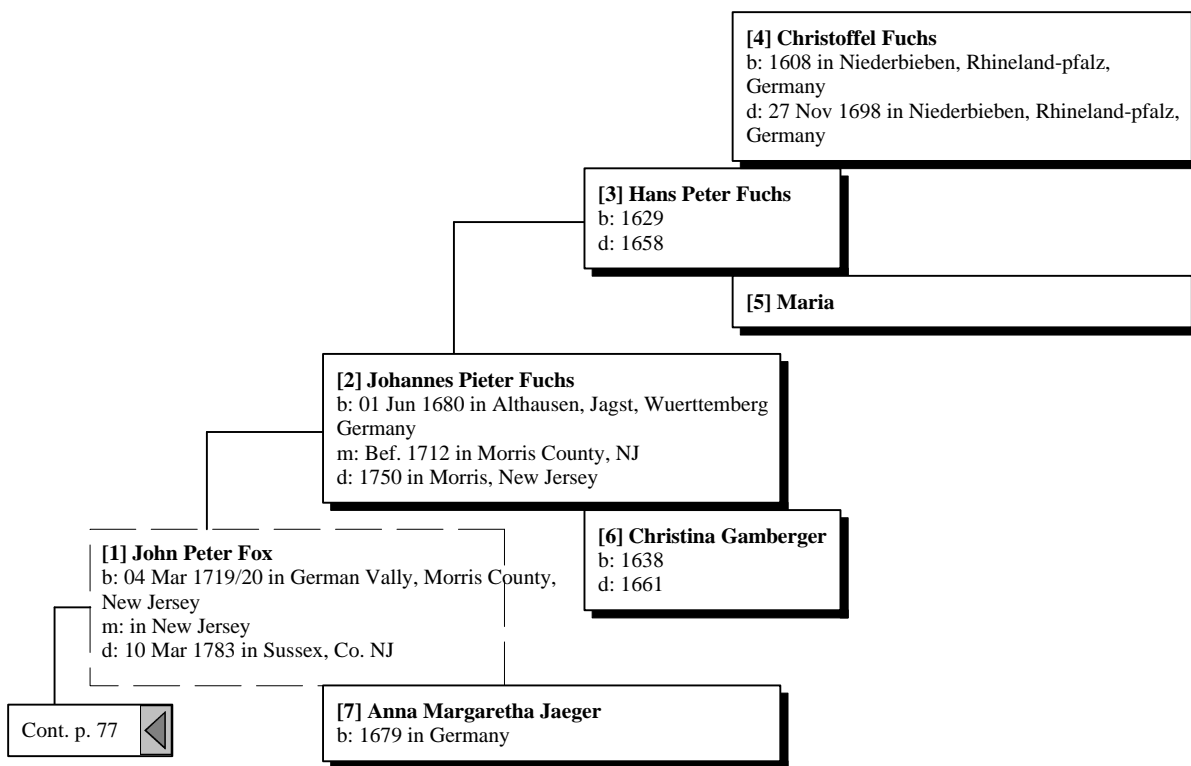 [4] Christoffel Fuchs
b: 1608 in Niederbieben, Rhineland-pfalz,
Germany
d: 27 Nov 1698 in Niederbieben, Rhineland-pfalz,
Germany
[3] Hans Peter Fuchs
b: 1629
d: 1658
[5] Maria
[2] Johannes Pieter Fuchs
b: 01 Jun 1680 in Althausen, Jagst, Wuerttemberg
Germany
m: Bef. 1712 in Morris County, NJ
d: 1750 in Morris, New Jersey
[6] Christina Gamberger
b: 1638
d: 1661
[1] John Peter Fox
b: 04 Mar 1719/20 in German Vally, Morris County,
New Jersey
m: in New Jersey
d: 10 Mar 1783 in Sussex, Co. NJ
[7] Anna Margaretha Jaeger
b: 1679 in Germany
Cont. p. 77